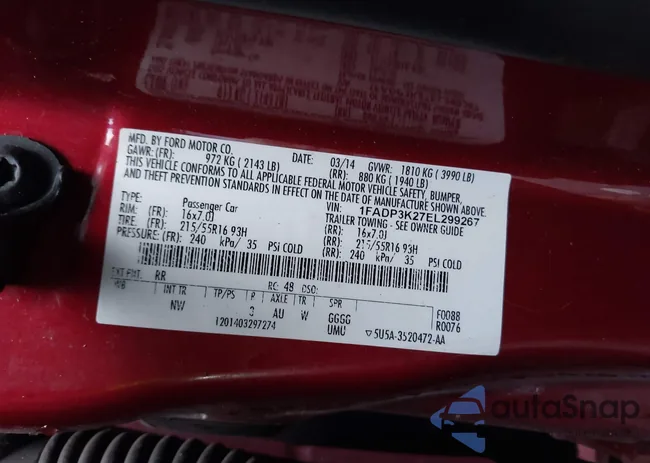 MFD. BY FORD MOTOR CO.
DATE: 03/14 GVWR: 1810 KG ( 3990 LB)
GAWR: (FR): 972 KG ( 2143 LB) (RR): 880 KG ( 1940 LB)
THIS VEHICLE CONFORMS TO ALL APPLICABLE FEDERAL MOTOR VEHICLE SAFETY, BUMPER,
AND THEFT PREVENTION STANDARDS IN EFFECT ON THE DATE OF MANUFACTURE SHOWN ABOVE.
VIN: 1FADP3K27EL299267
TYPE: Passenger Car TRAILER TOWING - SEE OWNER GUIDE
RIM: (FR) 16x7.0J (RR) 16x7.0J
TIRE: (FR) 215/55R16 93H (RR) 215/55R16 93H
PRESSURE: (FR) 240 kPa/ 35 PSI COLD (RR) 240 kPa/ 35 PSI COLD
EXT PNT: RR RC: 48 DSO:
WB INT TR TP/PS R AXLE TR SPR F0088
NW 3 AU W GGGG R0076
1201403297274 UMU ▽5U5A-3520472-AA
autoSnap